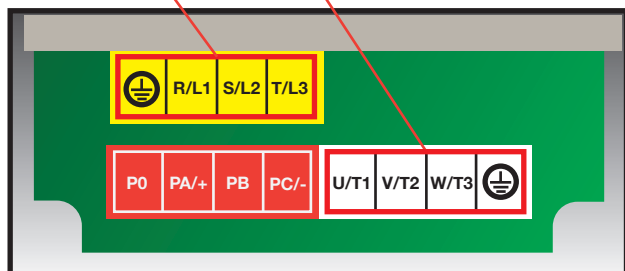 R/L1 S/L2 T/L3
P0 PA/+ PB PC/- U/T1 V/T2 W/T3